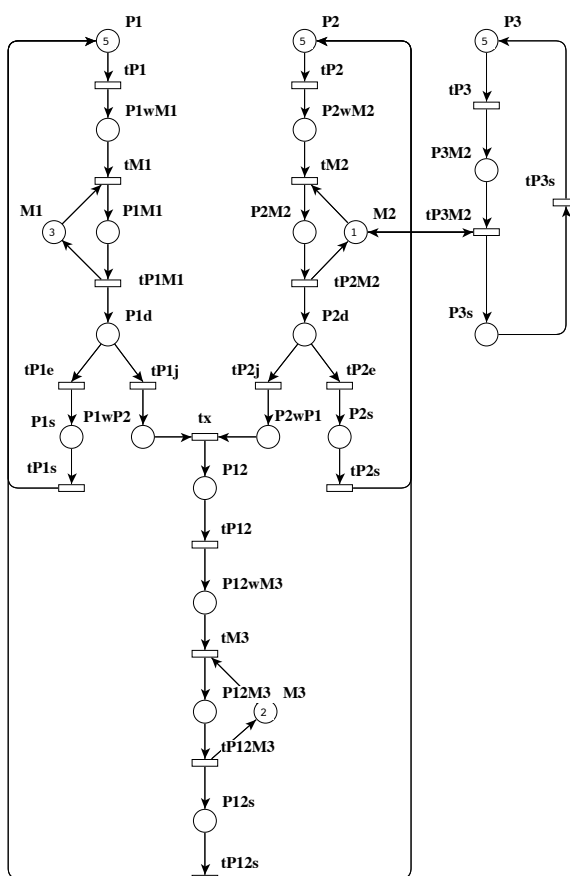 P1 P2 P3
5 5 5
tP1 tP2 tP3
P1wM1 P2wM2
tM1 tM2 P3M2 tP3s
M1 P1M1 P2M2 M2 tP3M2
3 1
tP1M1 tP2M2
P1d P2d P3s
tP1e tP1j tP2j tP2e
P1s P1wP2 tx P2wP1 P2s
tP1s P12 tP2s
tP12
P12wM3
tM3
P12M3 M3
2
tP12M3
P12s
tP12s